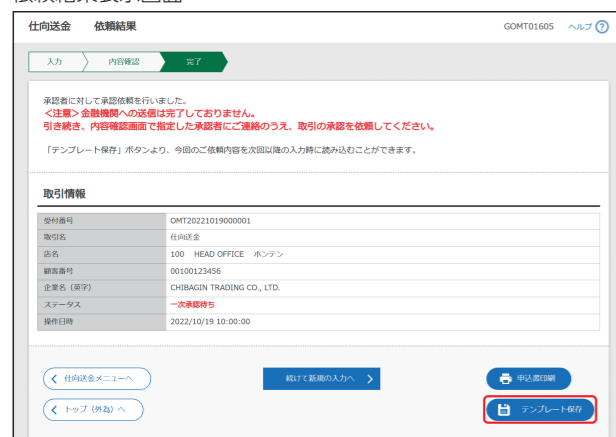 依頼結果表示画面
仕向送金 依頼結果 GOMT01605 ヘルプ ?
入力 内容確認 完了
承認者に対して承認依頼を行いました。
＜注意＞金融機関への送信は完了しておりません。
引き続き、内容確認画面で指定した承認者にご連絡のうえ、取引の承認を依頼してください。
「テンプレート保存」ボタンより、今回のご依頼内容を次回以降の入力時に読み込むことができます。
取引情報
受付番号 OMT20221019000001
取引名 仕向送金
店名 100 HEAD OFFICE ホンテン
顧客番号 00100123456
企業名（英字） CHIBAGIN TRADING CO., LTD.
ステータス 一次承認待ち
操作日時 2022/10/19 10:00:00
仕向送金メニューへ 続けて新規の入力へ 申込書印刷
トップ（外為）へ テンプレート保存